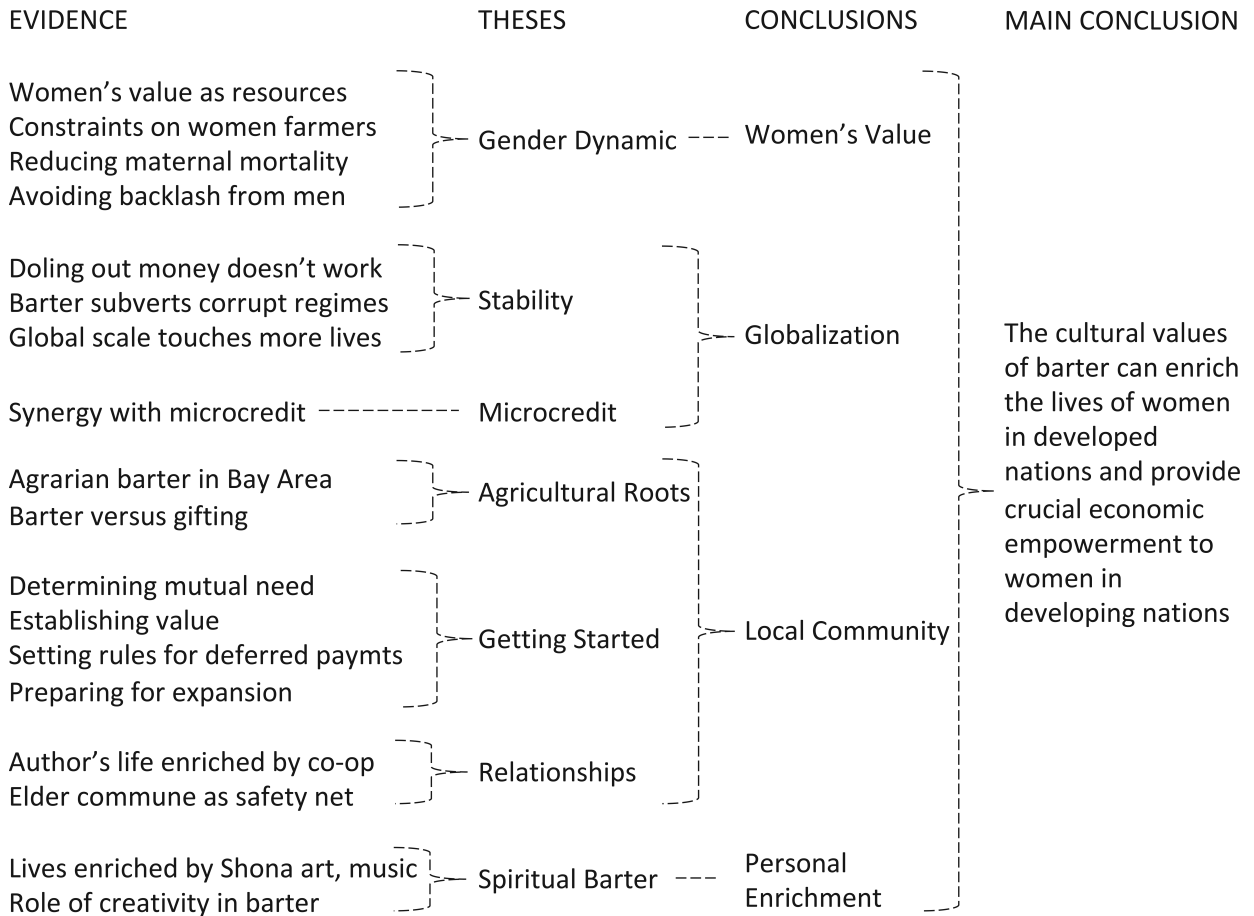 EVIDENCE
THESES
CONCLUSIONS
MAIN CONCLUSION
Women’s value as resources
Constraints on women farmers
Reducing maternal mortality
Avoiding backlash from men
Gender Dynamic
Women’s Value
Doling out money doesn’t work
Barter subverts corrupt regimes
Global scale touches more lives
Stability
Synergy with microcredit
Microcredit
Globalization
Agrarian barter in Bay Area
Barter versus gifting
Agricultural Roots
Determining mutual need
Establishing value
Setting rules for deferred paymts
Preparing for expansion
Getting Started
Author’s life enriched by co-op
Elder commune as safety net
Relationships
Local Community
Lives enriched by Shona art, music
Role of creativity in barter
Spiritual Barter
Personal
Enrichment
The cultural values
of barter can enrich
the lives of women
in developed
nations and provide
crucial economic
empowerment to
women in
developing nations